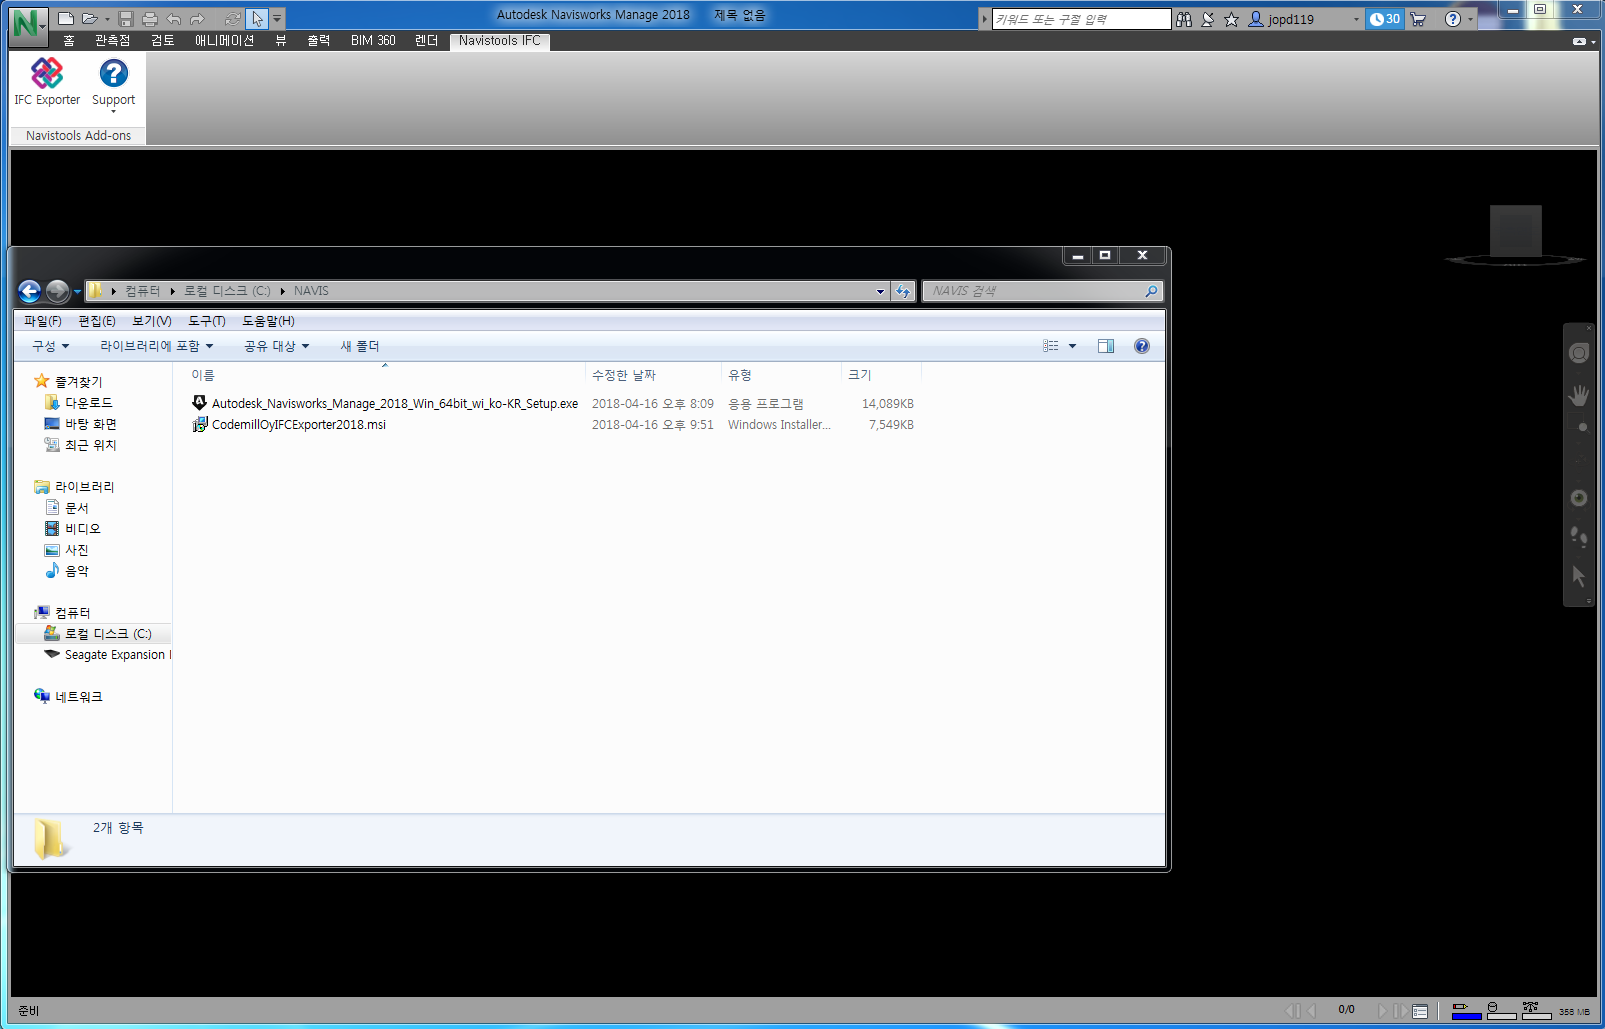 Autodesk Navisworks Manage 2018 제목 없음
키워드 또는 구절 입력
jopd119
30
홈 관측점 검토 애니메이션 뷰 출력 BIM 360 렌더 Navistools IFC
IFC Exporter Support
Navistools Add-ons
컴퓨터 로컬 디스크 (C:) NAVIS
NAVIS 검색
파일(F) 편집(E) 보기(V) 도구(T) 도움말(H)
구성 라이브러리에 포함 공유 대상 새 폴더
이름 수정한 날짜 유형 크기
Autodesk_Navisworks_Manage_2018_Win_64bit_wi_ko-KR_Setup.exe 2018-04-16 오후 8:09 응용 프로그램 14,089KB
CodemillOyIFCExporter2018.msi 2018-04-16 오후 9:51 Windows Installer... 7,549KB
즐겨찾기
다운로드
바탕 화면
최근 위치
라이브러리
문서
비디오
사진
음악
컴퓨터
로컬 디스크 (C:)
Seagate Expansion
네트워크
2개 항목
준비
0/0
358 MB